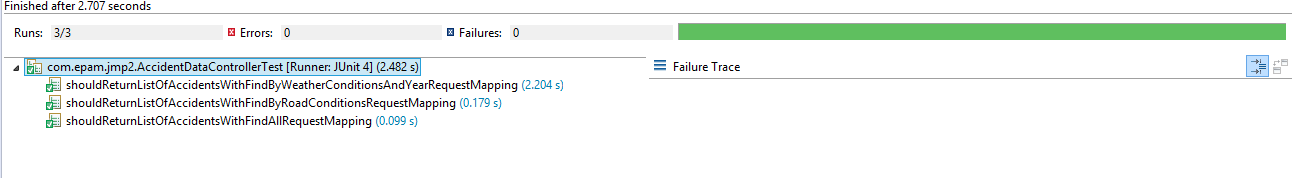 Finished after 2.707 seconds
Runs: 3/3 Errors: 0 Failures: 0
com.epam.jmp2.AccidentDataControllerTest [Runner: JUnit 4] (2.482 s)
Failure Trace
shouldReturnListOfAccidentsWithFindByWeatherConditionsAndYearRequestMapping (2.204 s)
shouldReturnListOfAccidentsWithFindByRoadConditionsRequestMapping (0.179 s)
shouldReturnListOfAccidentsWithFindAllRequestMapping (0.099 s)